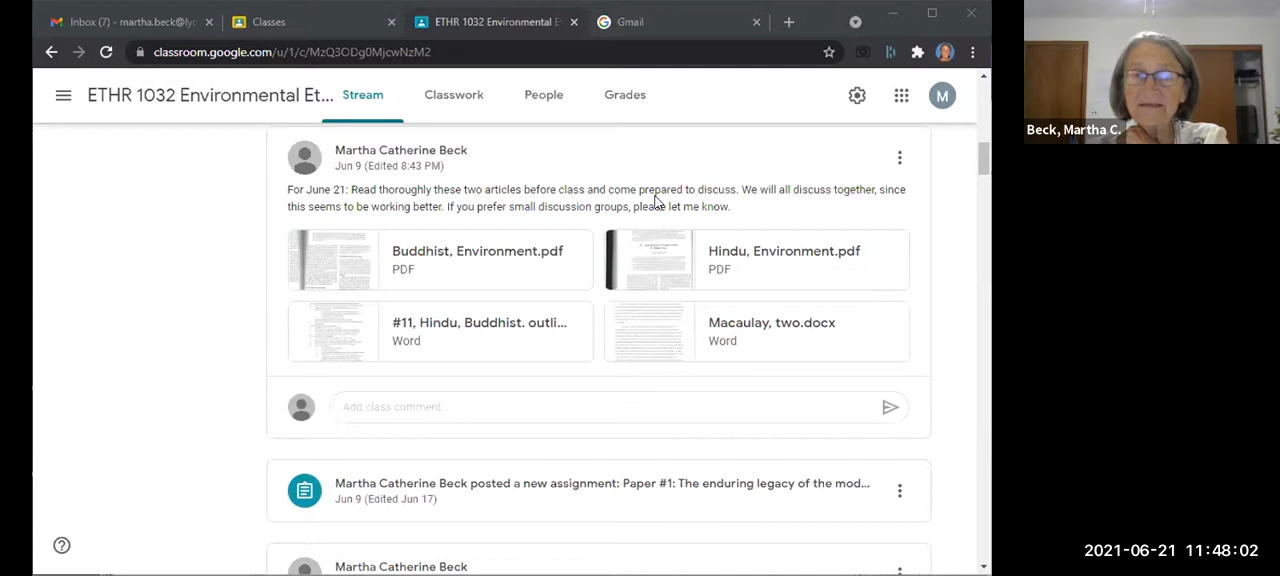 Inbox (7) - martha.beck@lyc
Classes
ETHR 1032 Environmental E
Gmail
classroom.google.com/u/1/c/MzQ3ODg0MjcwNzM2
ETHR 1032 Environmental Et...
Stream
Classwork
People
Grades
M
Beck, Martha C.
Martha Catherine Beck
Jun 9 (Edited 8:43 PM)
For June 21: Read thoroughly these two articles before class and come prepared to discuss. We will all discuss together, since
this seems to be working better. If you prefer small discussion groups, please let me know.
Buddhist, Environment.pdf
PDF
Hindu, Environment.pdf
PDF
#11, Hindu, Buddhist. outli...
Word
Macaulay, two.docx
Word
Add class comment
Martha Catherine Beck posted a new assignment: Paper #1: The enduring legacy of the mod...
Jun 9 (Edited Jun 17)
Martha Catherine Beck
2021-06-21 11:48:02